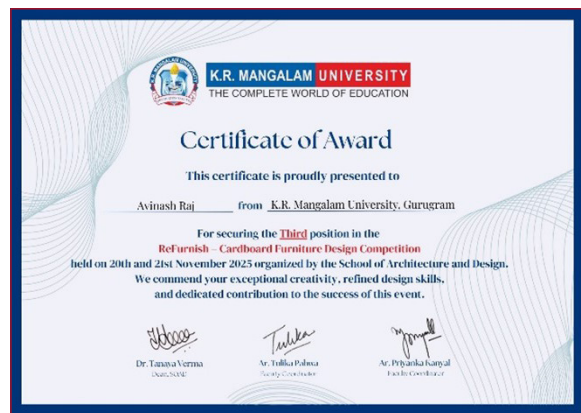 K.R. MANGALAM UNIVERSITY
THE COMPLETE WORLD OF EDUCATION
Certificate of Award
This certificate is proudly presented to
Avinash Raj from K.R. Mangalam University, Gurugram
For securing the Third position in the
ReFurnish – Cardboard Furniture Design Competition
held on 20th and 21st November 2025 organized by the School of Architecture and Design.
We commend your exceptional creativity, refined design skills,
and dedicated contribution to the success of this event.
Tulika
Dr. Tanaya Verma Ar. Tulika Pahwa Ar. Priyanka Kanyal
Dean, SOAD Faculty Coordinator Faculty Coordinator